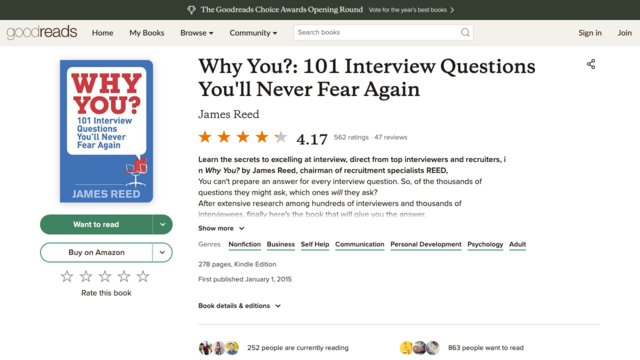 The Goodreads Choice Awards Opening Round Vote for the year's best books
goodreads Home My Books Browse Community Search books Sign in Join
WHY
YOU?
101 Interview
Questions
You'll Never
Fear Again
JAMES REED
Want to read
Buy on Amazon
Rate this book
Why You?: 101 Interview Questions
You'll Never Fear Again
James Reed
4.17 562 ratings · 47 reviews
Learn the secrets to excelling at interview, direct from top interviewers and recruiters, i
n Why You? by James Reed, chairman of recruitment specialists REED,
You can't prepare an answer for every interview question. So, of the thousands of
questions they might ask, which ones will they ask?
After extensive research among hundreds of interviewers and thousands of
interviewees, finally here's the book that will give you the answer.
Show more
Genres Nonfiction Business Self Help Communication Personal Development Psychology Adult
278 pages, Kindle Edition
First published January 1, 2015
Book details & editions
252 people are currently reading
863 people want to read